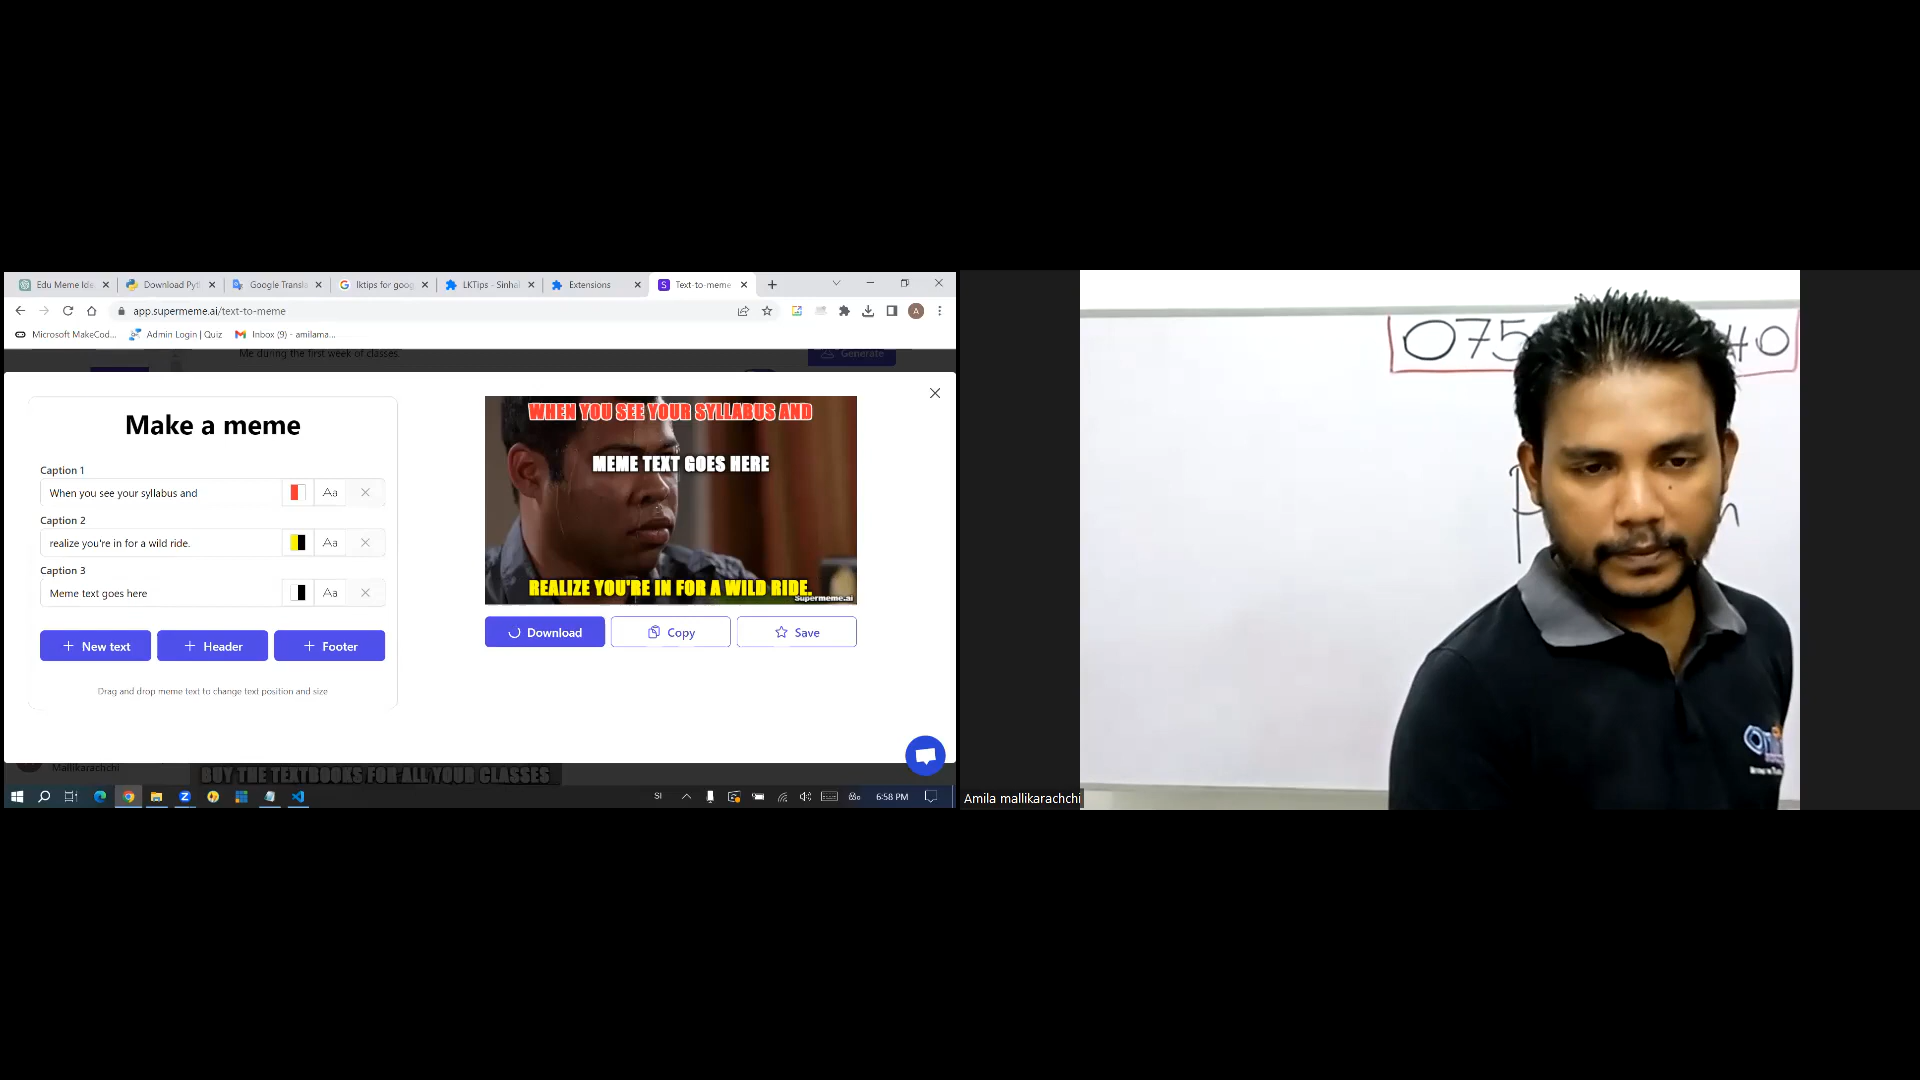 Edu Meme Ide
Download Pyt
Google Transla
lktips for goog
LKTips - Sinhal
Extensions
Text-to-meme
app.supermeme.ai/text-to-meme
A
Microsoft MakeCod...
Admin Login | Quiz
Inbox (9) - amilama...
Me during the first week of classes.
Generate
Make a meme
Caption 1
When you see your syllabus and
Aa
Caption 2
realize you're in for a wild ride.
Aa
Caption 3
Meme text goes here
Aa
New text
Header
Footer
Drag and drop meme text to change text position and size
WHEN YOU SEE YOUR SYLLABUS AND
MEME TEXT GOES HERE
REALIZE YOU'RE IN FOR A WILD RIDE.
Supermeme.ai
Download
Copy
Save
Mallikarachchi
BUY THE TEXTBOOKS FOR ALL YOUR CLASSES
SI
6:58 PM
075
40
P
n
Amila mallikarachchi